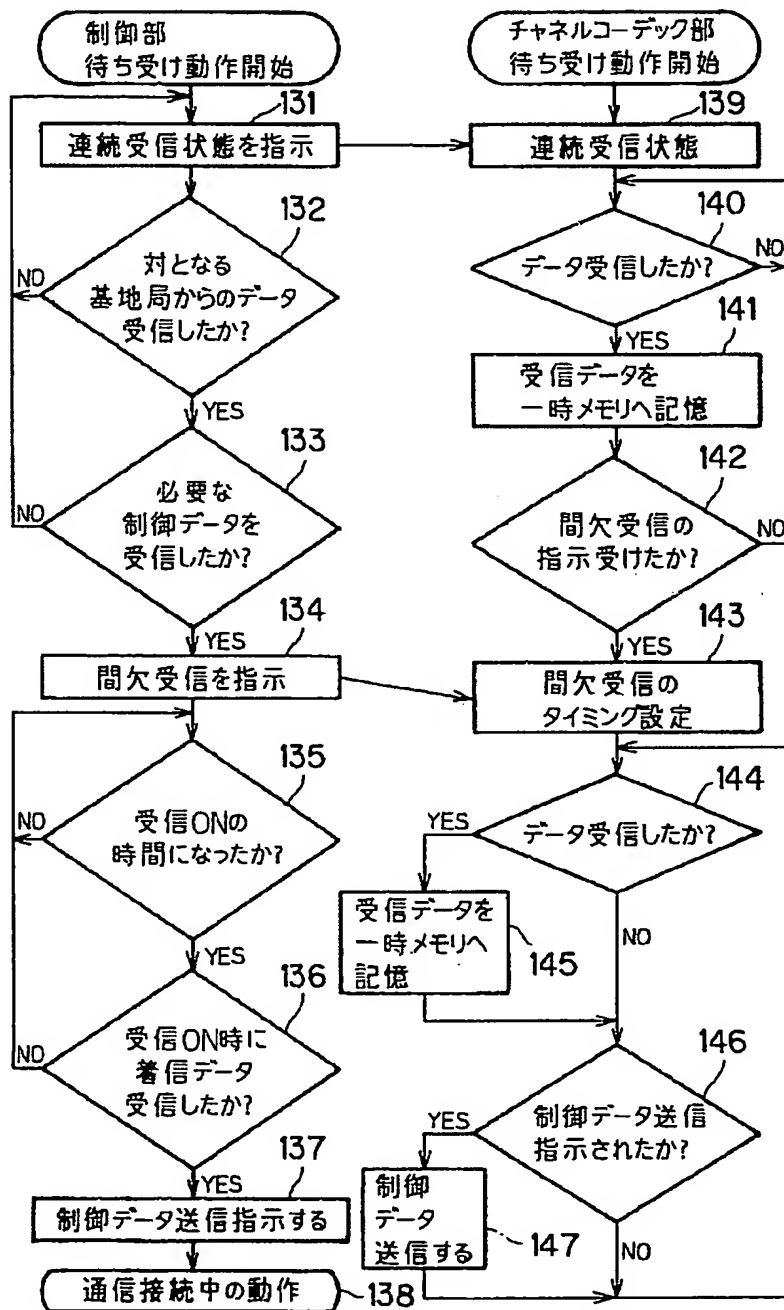 制御部
待ち受け動作開始
131
連続受信状態を指示
132
対となる
基地局からのデータ
受信したか?
NO
YES
133
必要な
制御データを
受信したか?
NO
YES
134
間欠受信を指示
135
受信ONの
時間になったか?
NO
YES
136
受信ON時に
着信データ
受信したか?
NO
YES
137
制御データ送信指示する
通信接続中の動作
138
チャネルコーデック部
待ち受け動作開始
139
連続受信状態
140
データ受信したか?
NO
YES
141
受信データを
一時メモリへ記憶
142
間欠受信の
指示受けたか?
NO
YES
143
間欠受信の
タイミング設定
144
データ受信したか?
YES
NO
受信データを
一時メモリへ
記憶
145
146
制御データ送信
指示されたか?
YES
NO
制御
データ
送信する
147